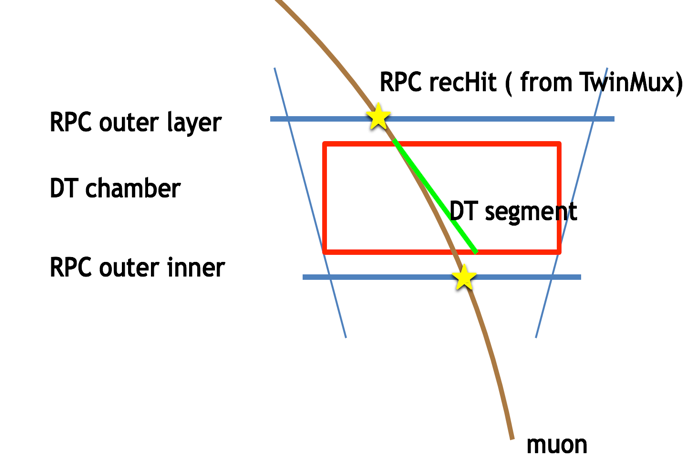 RPC recHit ( from TwinMux)
RPC outer layer
DT chamber
DT segment
RPC outer inner
muon